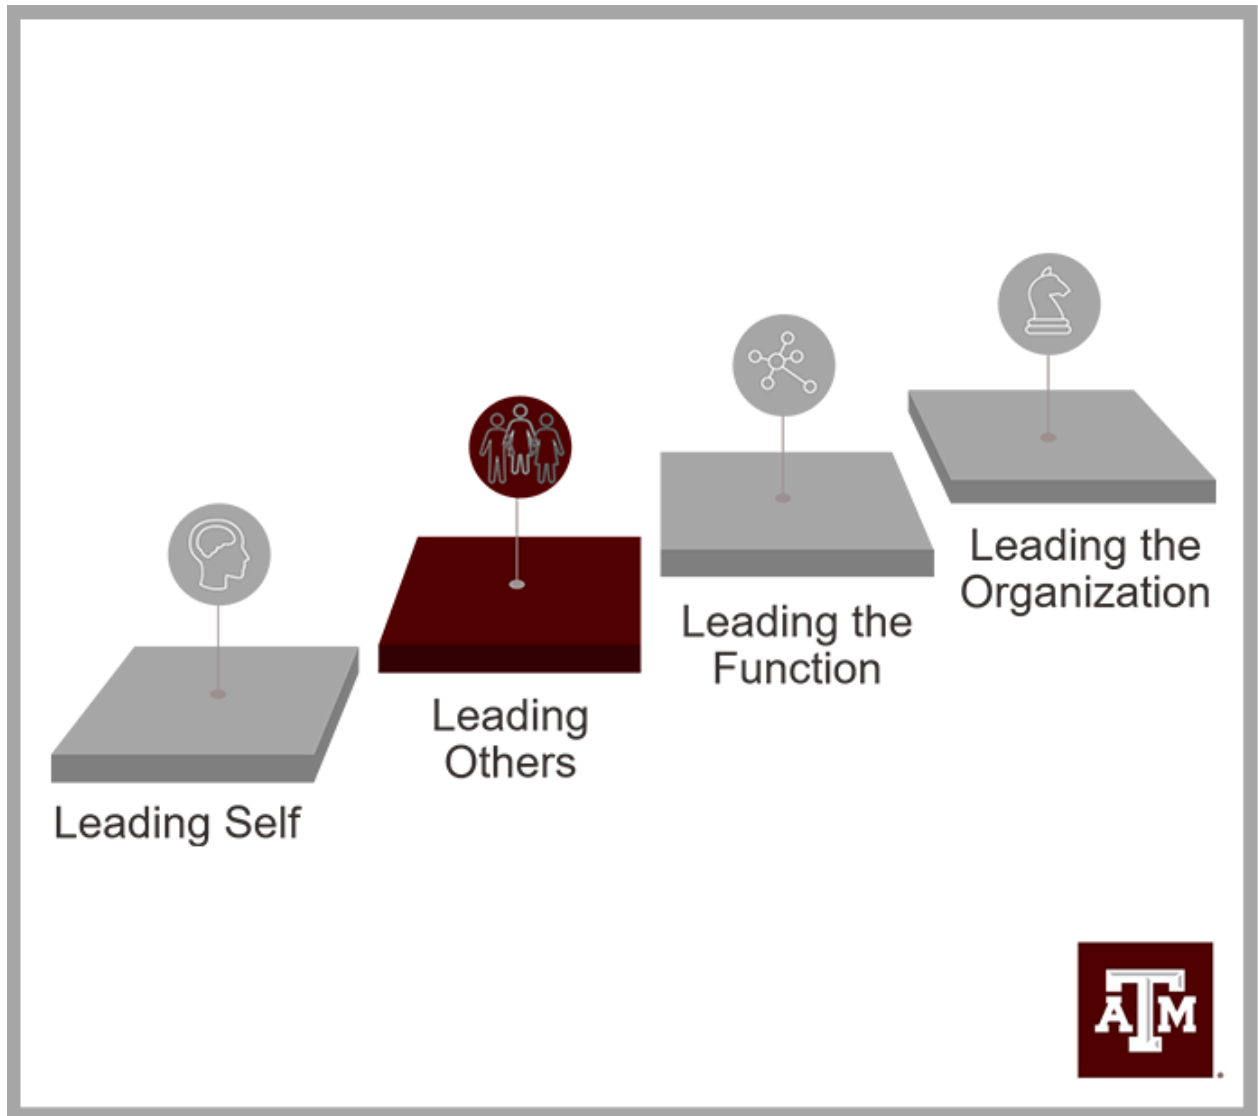 Leading the
Organization
Leading the
Function
Leading
Others
Leading Self
ATM